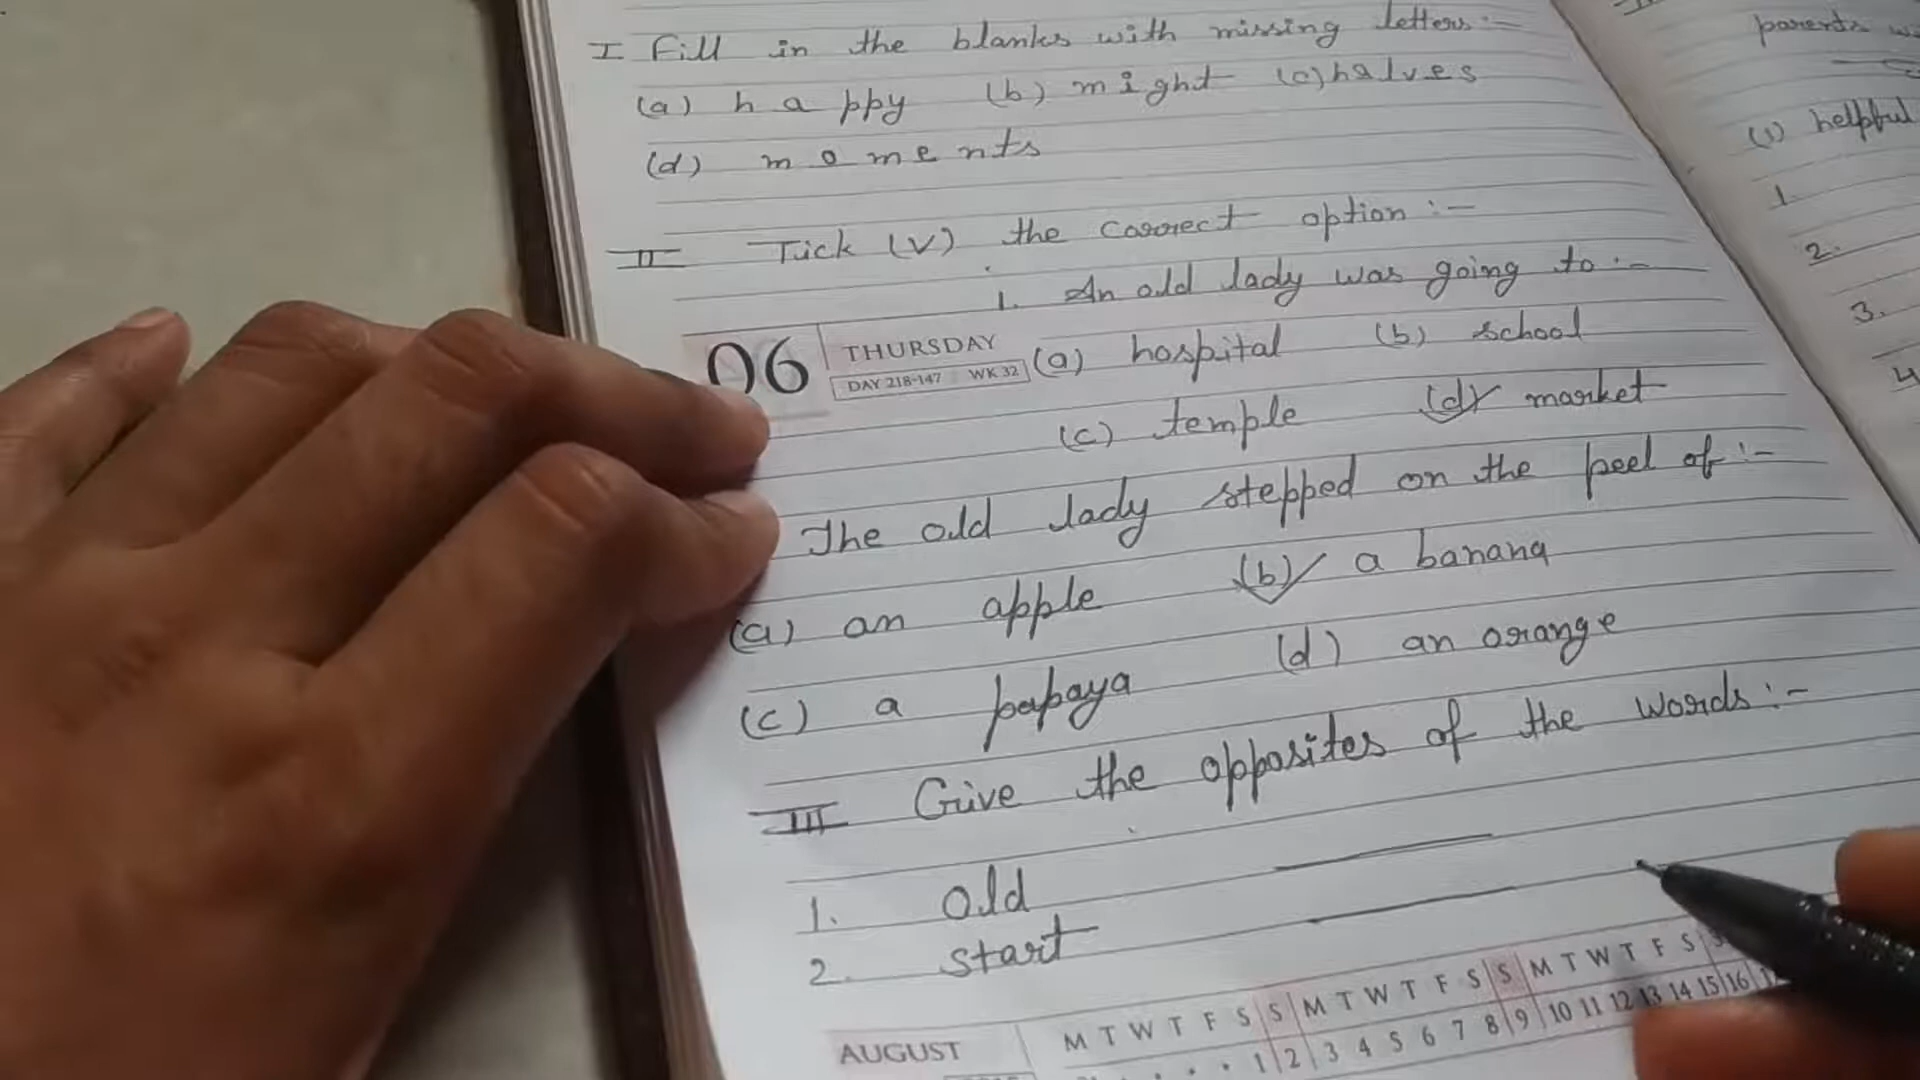 I Fill in the blanks with missing letters :-
(a) h a ppy (b) m i ght (c) halves
(d) m o m e nts
II Tick (√) the correct option :-
1. An old lady was going to :-
06 THURSDAY (a) hospital (b) school
DAY 218-147 WK 32
(c) temple (d)✓ market
The old lady stepped on the peel of :-
(a) an apple (b)✓ a banana
(c) a papaya (d) an orange
III Give the opposites of the words :-
1. Old
2. start
AUGUST M T W T F S S M T W T F S S M T W T F S
1 2 3 4 5 6 7 8 9 10 11 12 13 14 15 16
parents
(1) helpful
1.
2.
3.
4